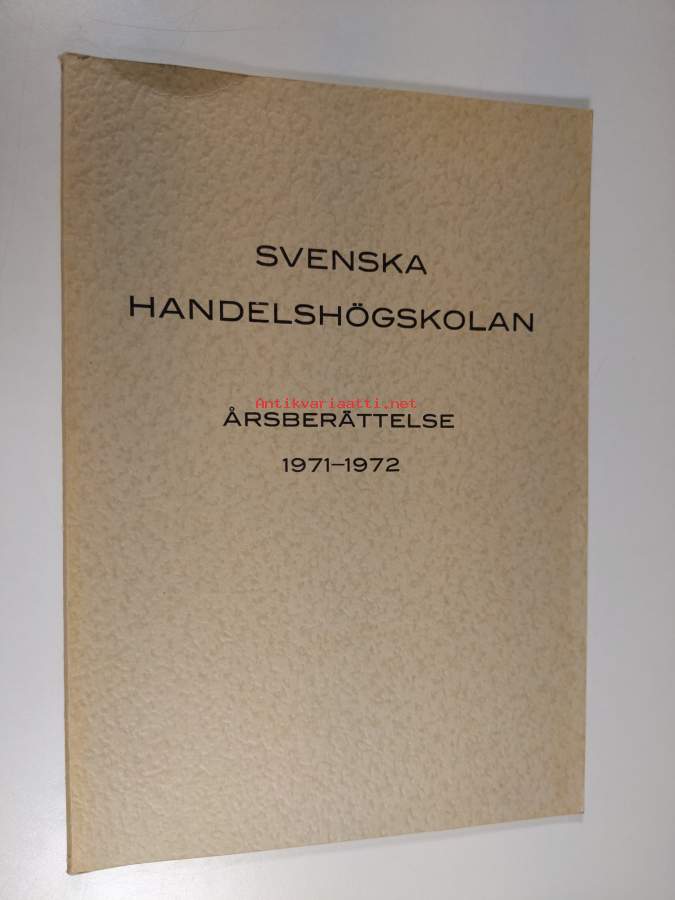 SVENSKA
HANDELSHÖGSKOLAN
Antikvariaatti.net
ÅRSBERÄTTELSE
1971–1972